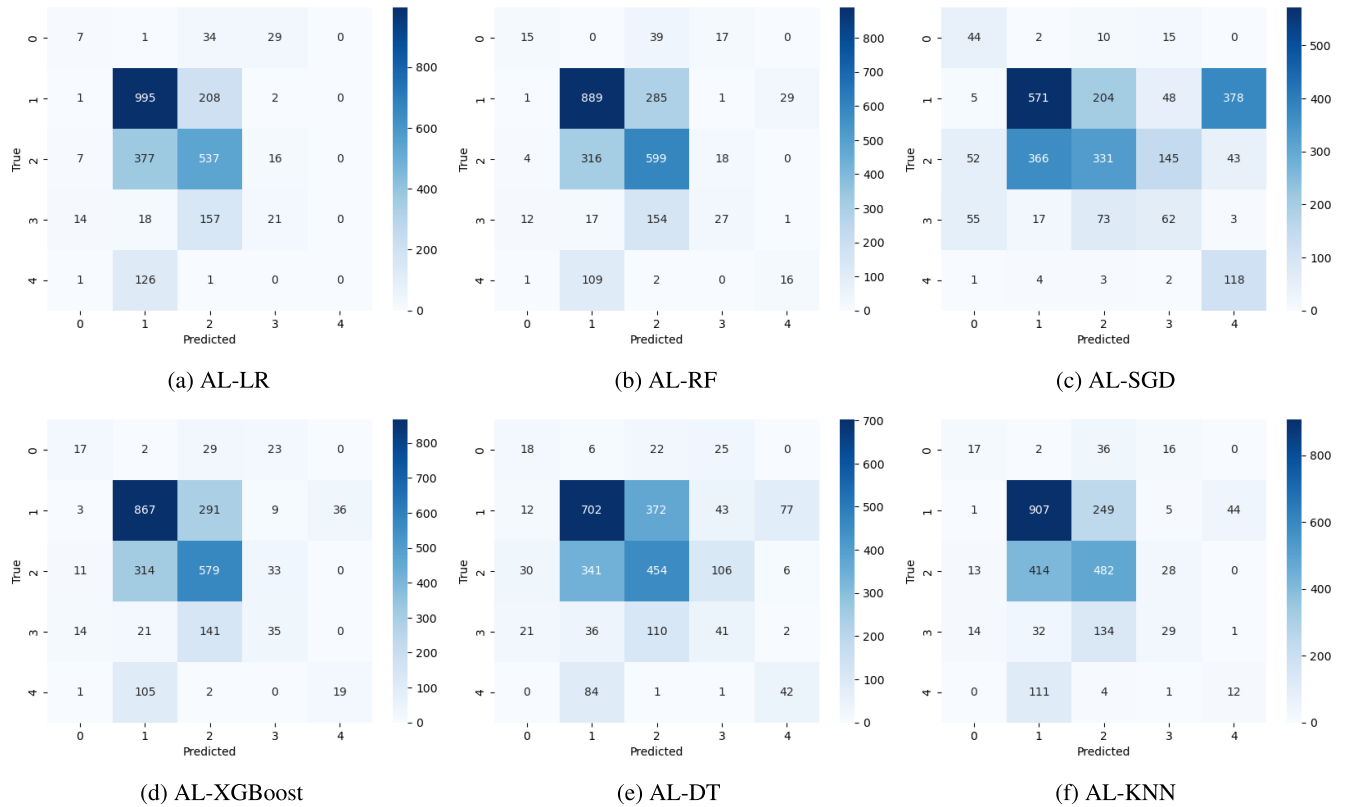 0 7 1 34 29 0
1 1 995 208 2 0
True 2 7 377 537 16 0
3 14 18 157 21 0
4 1 126 1 0 0
0 1 2 3 4
Predicted
800
600
400
200
0
(a) AL-LR
0 15 0 39 17 0
1 1 889 285 1 29
True 2 4 316 599 18 0
3 12 17 154 27 1
4 1 109 2 0 16
0 1 2 3 4
Predicted
800
700
600
500
400
300
200
100
0
(b) AL-RF
0 44 2 10 15 0
1 5 571 204 48 378
True 2 52 366 331 145 43
3 55 17 73 62 3
4 1 4 3 2 118
0 1 2 3 4
Predicted
500
400
300
200
100
0
(c) AL-SGD
0 17 2 29 23 0
1 3 867 291 9 36
True 2 11 314 579 33 0
3 14 21 141 35 0
4 1 105 2 0 19
0 1 2 3 4
Predicted
800
700
600
500
400
300
200
100
0
(d) AL-XGBoost
0 18 6 22 25 0
1 12 702 372 43 77
True 2 30 341 454 106 6
3 21 36 110 41 2
4 0 84 1 1 42
0 1 2 3 4
Predicted
700
600
500
400
300
200
100
0
(e) AL-DT
0 17 2 36 16 0
1 1 907 249 5 44
True 2 13 414 482 28 0
3 14 32 134 29 1
4 0 111 4 1 12
0 1 2 3 4
Predicted
800
600
400
200
0
(f) AL-KNN